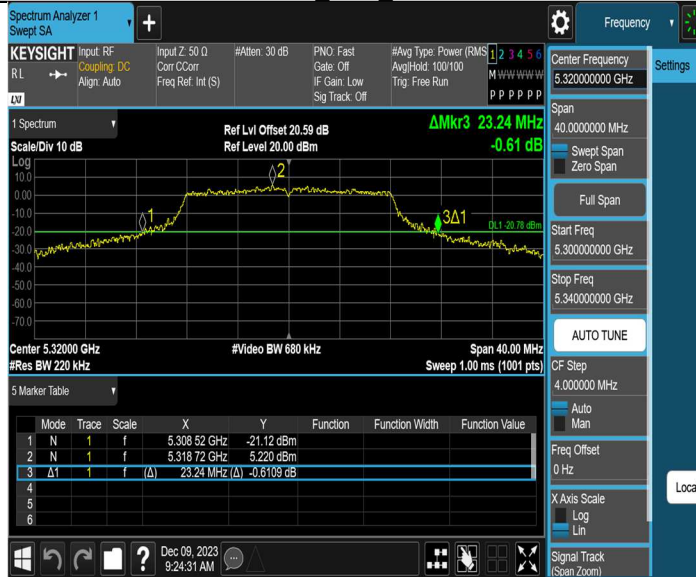 Spectrum Analyzer 1
Swept SA
+
Frequency
KEYSIGHT
RL
LXI
Input: RF
Coupling: DC
Align: Auto
Input Z: 50 Ω
Corr CCorr
Freq Ref: Int (S)
#Atten: 30 dB
PNO: Fast
Gate: Off
IF Gain: Low
Sig Track: Off
#Avg Type: Power (RMS
Avg|Hold: 100/100
Trig: Free Run
1 2 3 4 5 6
M W W W W W
P P P P P P
1 Spectrum
Scale/Div 10 dB
Ref Lvl Offset 20.59 dB
Ref Level 20.00 dBm
ΔMkr3 23.24 MHz
-0.61 dB
Log
10.0
0.00
-10.0
-20.0
-30.0
-40.0
-50.0
-60.0
-70.0
1
2
3Δ1
DL1 -20.78 dBm
Center 5.32000 GHz
#Res BW 220 kHz
#Video BW 680 kHz
Span 40.00 MHz
Sweep 1.00 ms (1001 pts)
5 Marker Table
Mode Trace Scale X Y Function Function Width Function Value
1 N 1 f 5.308 52 GHz -21.12 dBm
2 N 1 f 5.318 72 GHz 5.220 dBm
3 Δ1 1 f (Δ) 23.24 MHz (Δ) -0.6109 dB
4
5
6
?
Dec 09, 2023
9:24:31 AM
Center Frequency
5.320000000 GHz
Settings
Span
40.0000000 MHz
Swept Span
Zero Span
Full Span
Start Freq
5.300000000 GHz
Stop Freq
5.340000000 GHz
AUTO TUNE
CF Step
4.000000 MHz
Auto
Man
Freq Offset
0 Hz
Loca
X Axis Scale
Log
Lin
Signal Track
(Span Zoom)